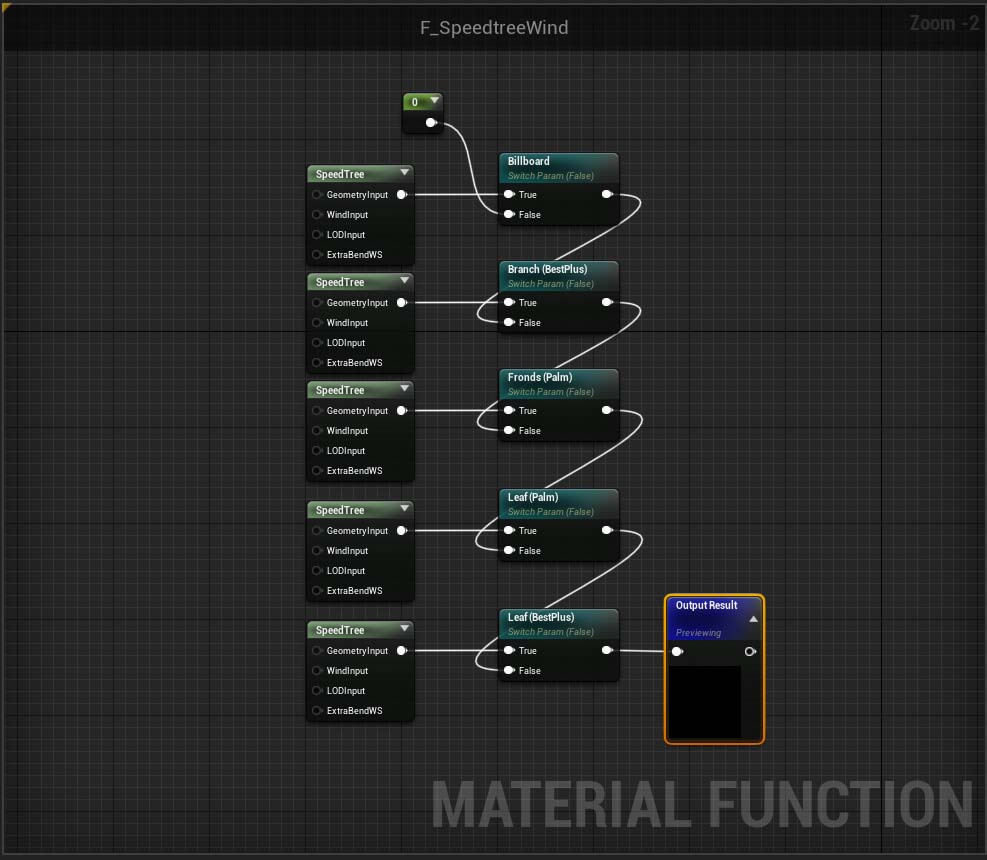 F_SpeedtreeWind
Zoom -2
0
SpeedTree
GeometryInput
WindInput
LODInput
ExtraBendWS
Billboard
Switch Param (False)
True
False
SpeedTree
GeometryInput
WindInput
LODInput
ExtraBendWS
Branch (BestPlus)
Switch Param (False)
True
False
SpeedTree
GeometryInput
WindInput
LODInput
ExtraBendWS
Fronds (Palm)
Switch Param (False)
True
False
SpeedTree
GeometryInput
WindInput
LODInput
ExtraBendWS
Leaf (Palm)
Switch Param (False)
True
False
SpeedTree
GeometryInput
WindInput
LODInput
ExtraBendWS
Leaf (BestPlus)
Switch Param (False)
True
False
Output Result
Previewing
MATERIAL FUNCTION